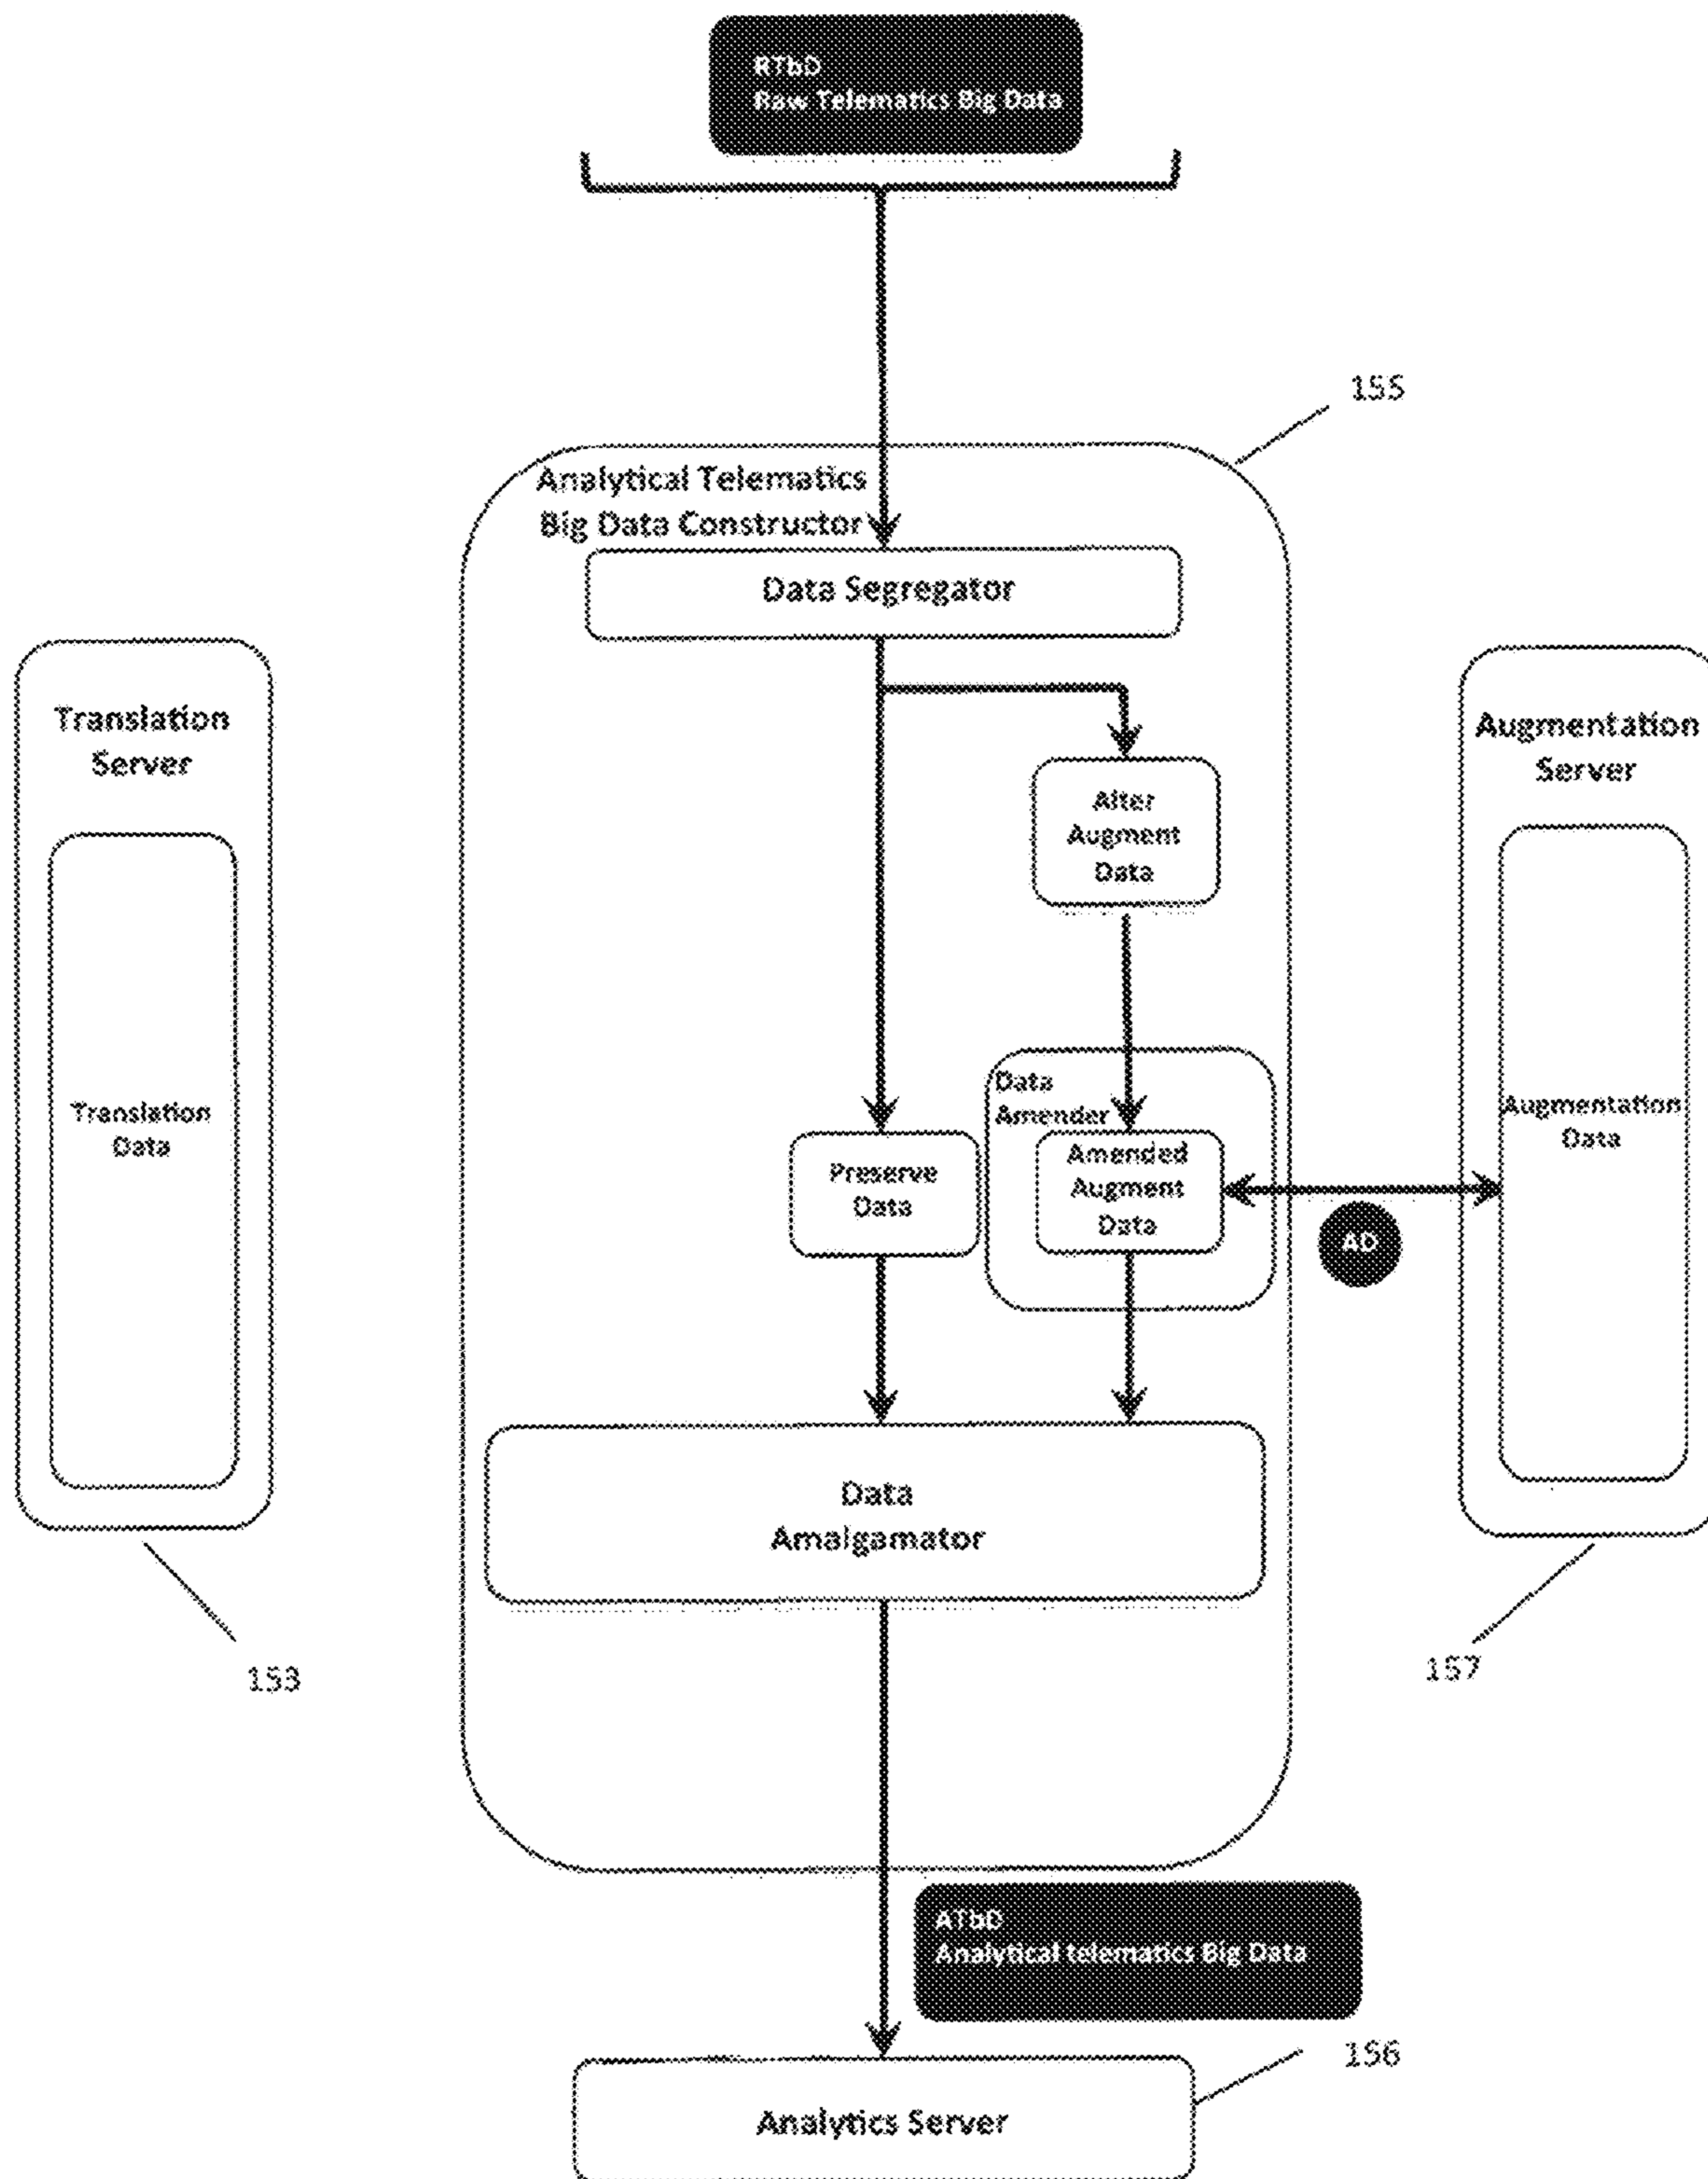 RTbD
Raw Telematics Big Data
155
Analytical Telematics
Big Data Constructor
Data Segregator
Translation
Server
Augmentation
Server
Alter
Augment
Data
Translation
Data
Data
Amender
Augmentation
Data
Preserve
Data
Amended
Augment
Data
AD
Data
Amalgamator
153
157
ATbD
Analytical telematics Big Data
156
Analytics Server